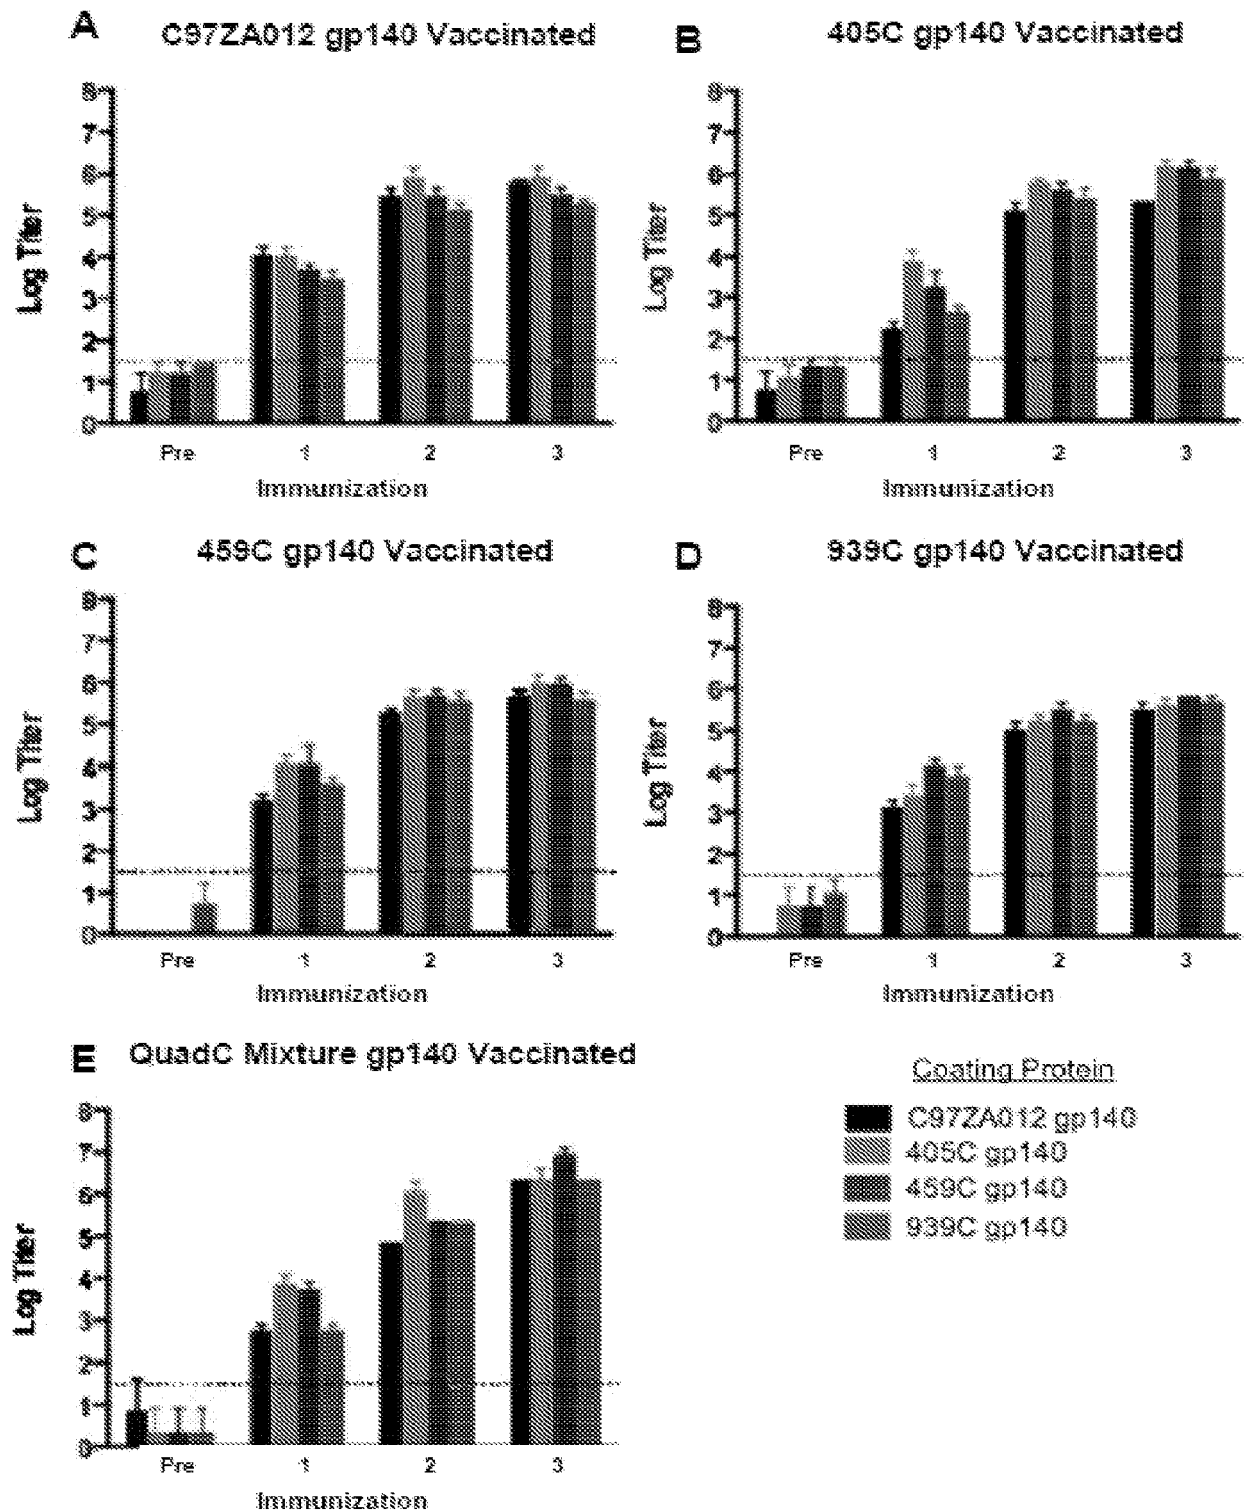 A
C97ZA012 gp140 Vaccinated
8
7
6
5
4
3
2
1
0
Log Titer
Pre 1 2 3
Immunization
B
405C gp140 Vaccinated
8
7
6
5
4
3
2
1
0
Log Titer
Pre 1 2 3
Immunization
C
459C gp140 Vaccinated
8
7
6
5
4
3
2
1
0
Log Titer
Pre 1 2 3
Immunization
D
939C gp140 Vaccinated
8
7
6
5
4
3
2
1
0
Log Titer
Pre 1 2 3
Immunization
E
QuadC Mixture gp140 Vaccinated
8
7
6
5
4
3
2
1
0
Log Titer
Pre 1 2 3
Immunization
Coating Protein
C97ZA012 gp140
405C gp140
459C gp140
939C gp140